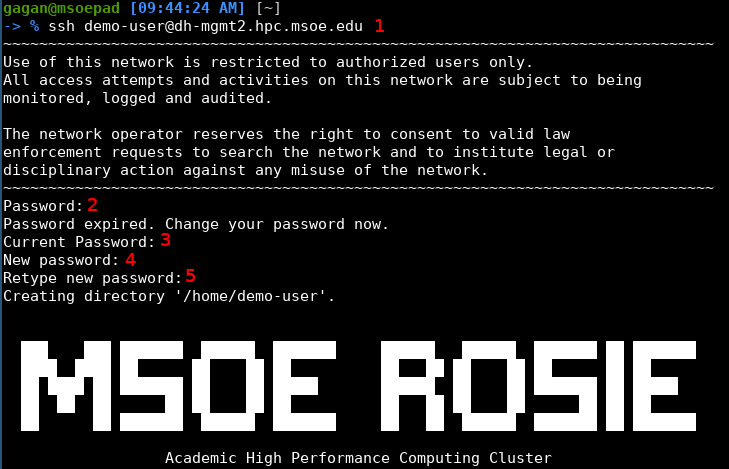 gagan@msoepad [09:44:24 AM] [~]
-> % ssh demo-user@dh-mgmt2.hpc.msoe.edu 1
~~~~~~~~~~~~~~~~~~~~~~~~~~~~~~~~~~~~~~~~~~~~~~~~~~~~~~~~~~~~~~~~~~~~~~~~~~~~~~~
Use of this network is restricted to authorized users only.
All access attempts and activities on this network are subject to being
monitored, logged and audited.
The network operator reserves the right to consent to valid law
enforcement requests to search the network and to institute legal or
disciplinary action against any misuse of the network.
~~~~~~~~~~~~~~~~~~~~~~~~~~~~~~~~~~~~~~~~~~~~~~~~~~~~~~~~~~~~~~~~~~~~~~~~~~~~~~~
Password: 2
Password expired. Change your password now.
Current Password: 3
New password: 4
Retype new password: 5
Creating directory '/home/demo-user'.
MSOE ROSIE
Academic High Performance Computing Cluster